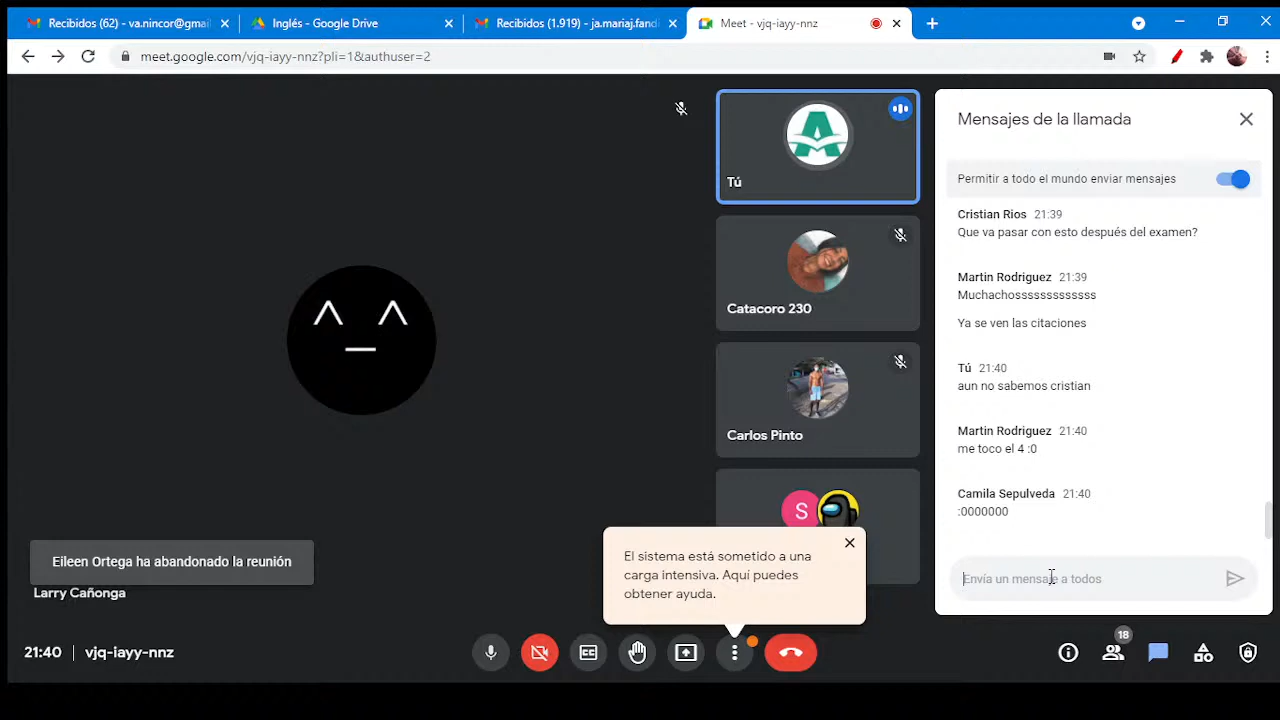 Recibidos (62) - va.nincor@gmai
Inglés - Google Drive
Recibidos (1.919) - ja.mariaj.fandi
Meet - vjq-iayy-nnz
meet.google.com/vjq-iayy-nnz?pli=1&authuser=2
Tú
Catacoro 230
Carlos Pinto
S
Eileen Ortega ha abandonado la reunión
Larry Cañonga
El sistema está sometido a una
carga intensiva. Aquí puedes
obtener ayuda.
21:40 | vjq-iayy-nnz
18
Mensajes de la llamada
Permitir a todo el mundo enviar mensajes
Cristian Rios 21:39
Que va pasar con esto después del examen?
Martin Rodriguez 21:39
Muchachosssssssssssss
Ya se ven las citaciones
Tú 21:40
aun no sabemos cristian
Martin Rodriguez 21:40
me toco el 4 :0
Camila Sepulveda 21:40
:0000000
Envía un mensaje a todos